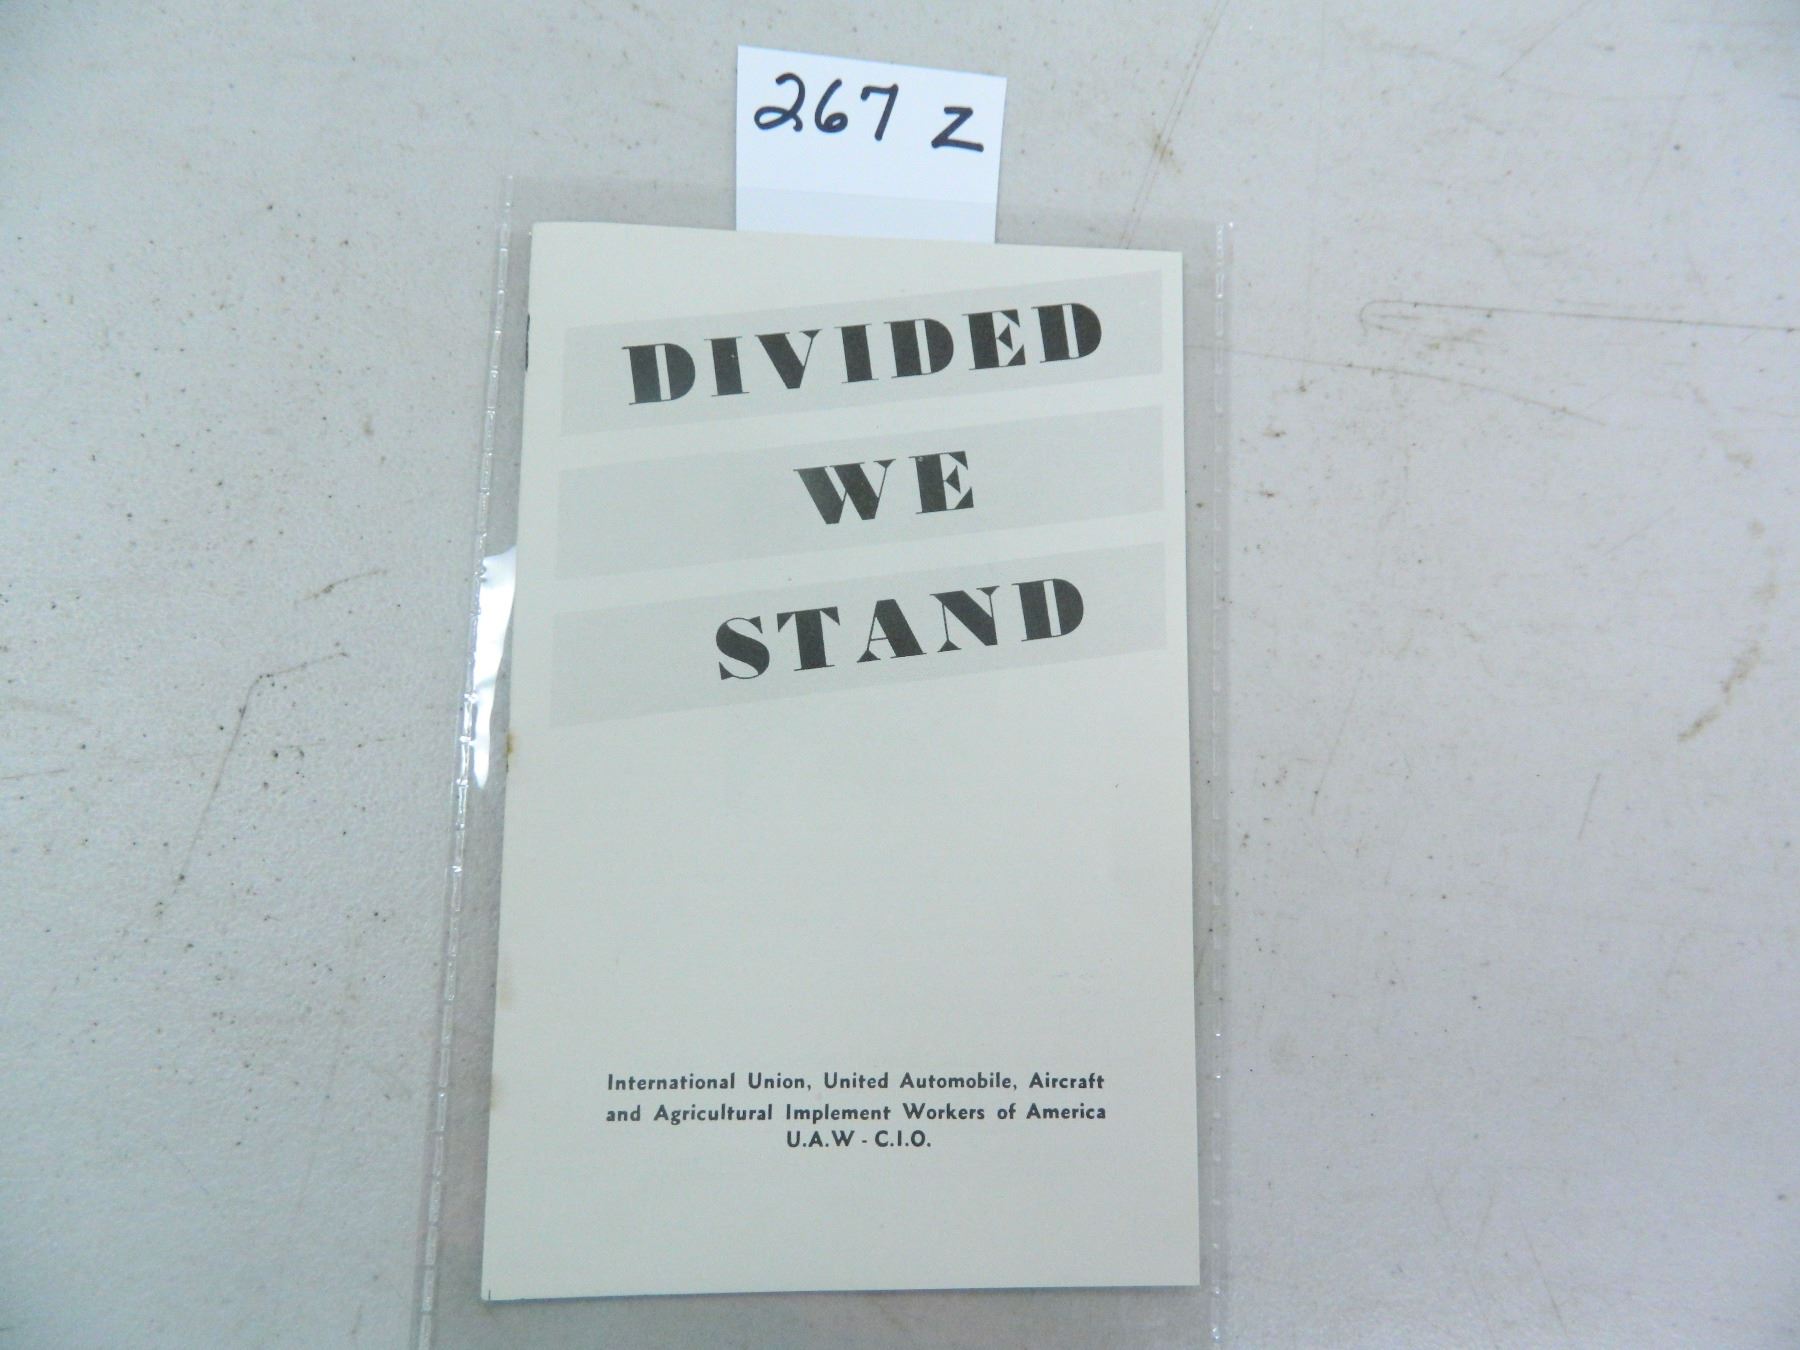 267 Z
DIVIDED
WE
STAND
International Union, United Automobile, Aircraft
and Agricultural Implement Workers of America
U.A.W - C.I.O.